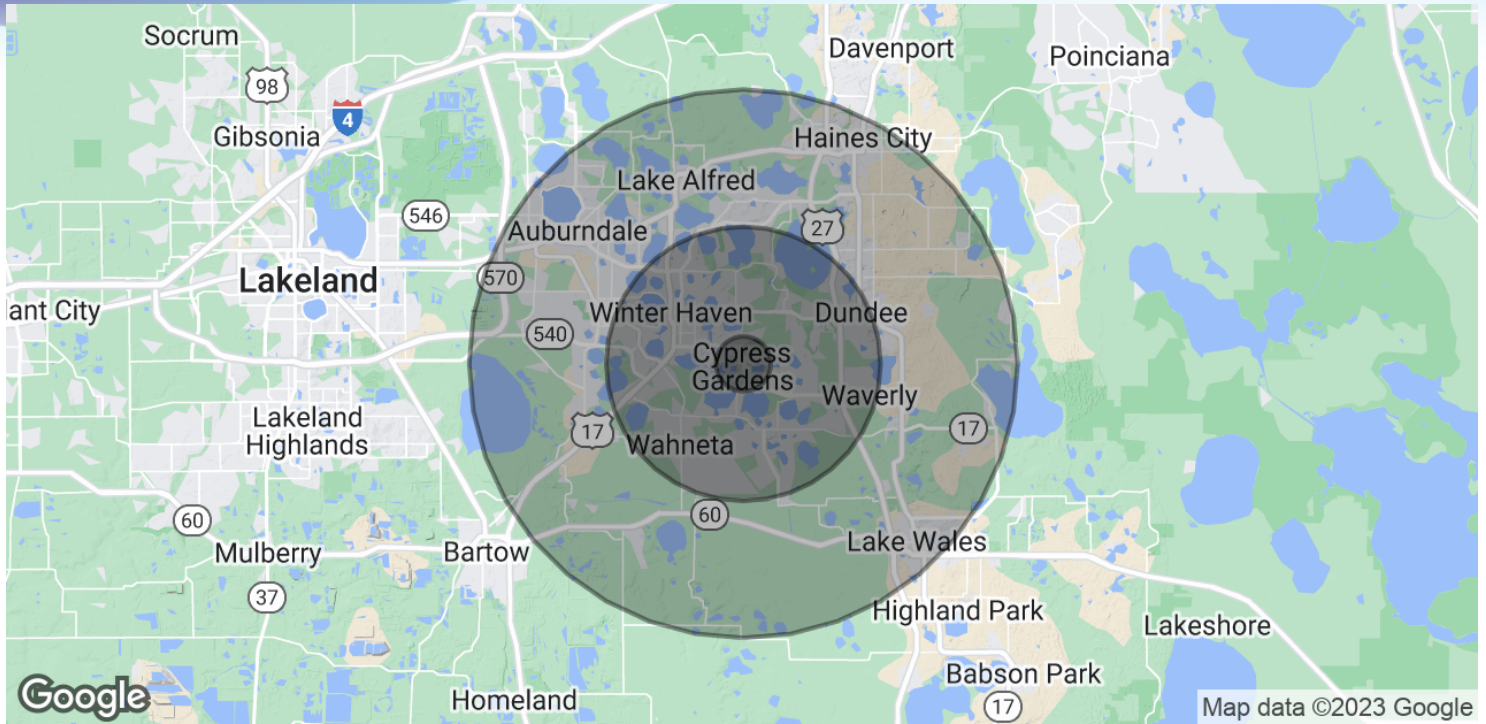 Socrum
Davenport
Poinciana
98
4
Gibsonia
Haines City
Lake Alfred
546
Auburndale
27
570
Lakeland
ant City
Winter Haven
Dundee
540
Cypress
Gardens
Waverly
Lakeland
Highlands
17
Wahneta
17
60
60
Mulberry
Bartow
Lake Wales
37
Highland Park
Lakeshore
Babson Park
Homeland
17
Google
Map data ©2023 Google